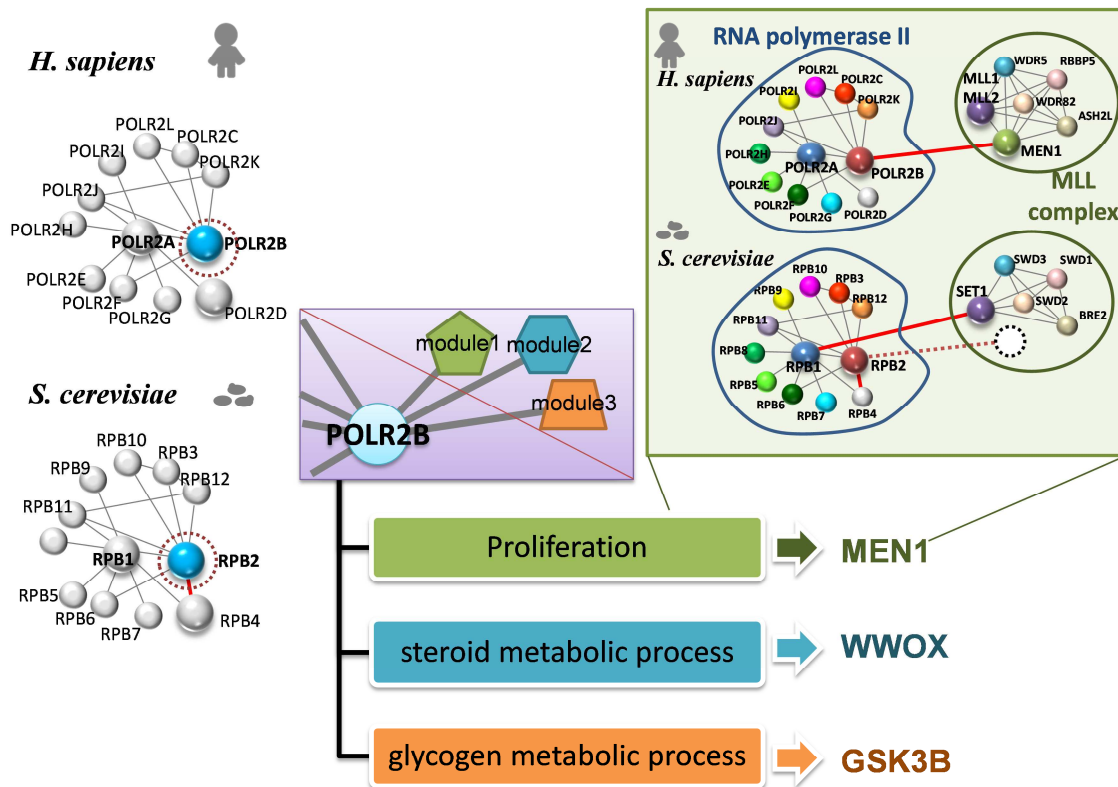 H. sapiens
POLR2L
POLR2C
POLR2I
POLR2K
POLR2J
POLR2H
POLR2A
POLR2B
POLR2E
POLR2F
POLR2G
POLR2D
S. cerevisiae
RPB10
RPB3
RPB9
RPB12
RPB11
RPB1
RPB2
RPB5
RPB6
RPB7
RPB4
module1
module2
module3
POLR2B
RNA polymerase II
H. sapiens
POLR2L
POLR2C
POLR2I
POLR2K
POLR2J
POLR2H
POLR2A
POLR2B
POLR2E
POLR2F
POLR2G
POLR2D
WDR5
RBBP5
MLL1
MLL2
WDR82
ASH2L
MEN1
MLL
complex
S. cerevisiae
RPB10
RPB3
RPB9
RPB12
RPB11
RPB8
RPB1
RPB2
RPB5
RPB6
RPB7
RPB4
SWD3
SWD1
SET1
SWD2
BRE2
Proliferation
MEN1
steroid metabolic process
WWOX
glycogen metabolic process
GSK3B